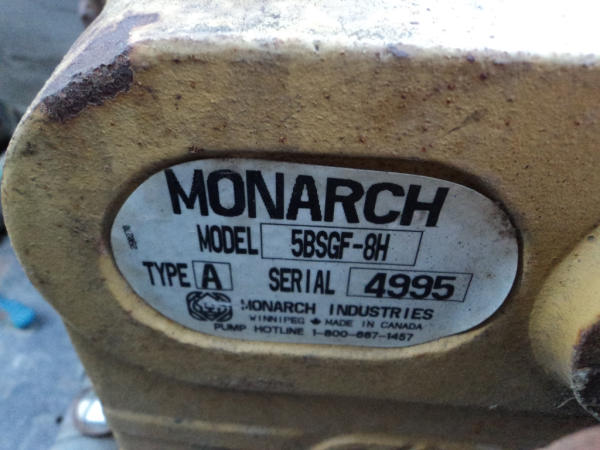 MONARCH
MODEL 5BSGF-8H
TYPE A SERIAL 4995
MONARCH INDUSTRIES
WINNIPEG MADE IN CANADA
PUMP HOTLINE 1-800-667-1457